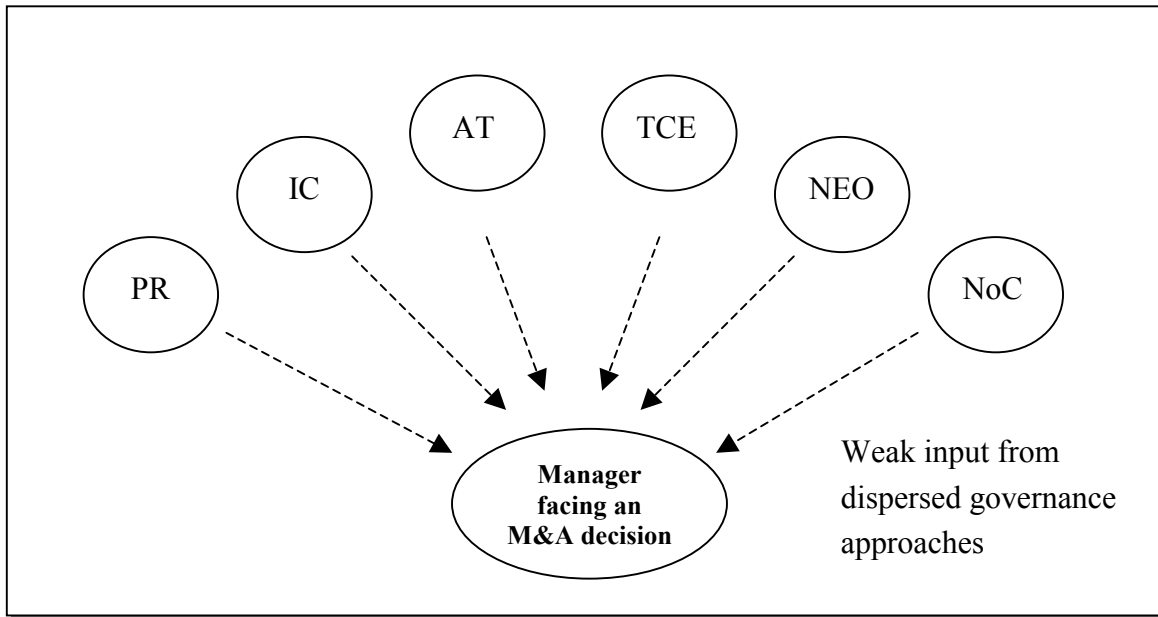 AT
TCE
IC
NEO
PR
NoC
Manager
facing an
M&A decision
Weak input from
dispersed governance
approaches